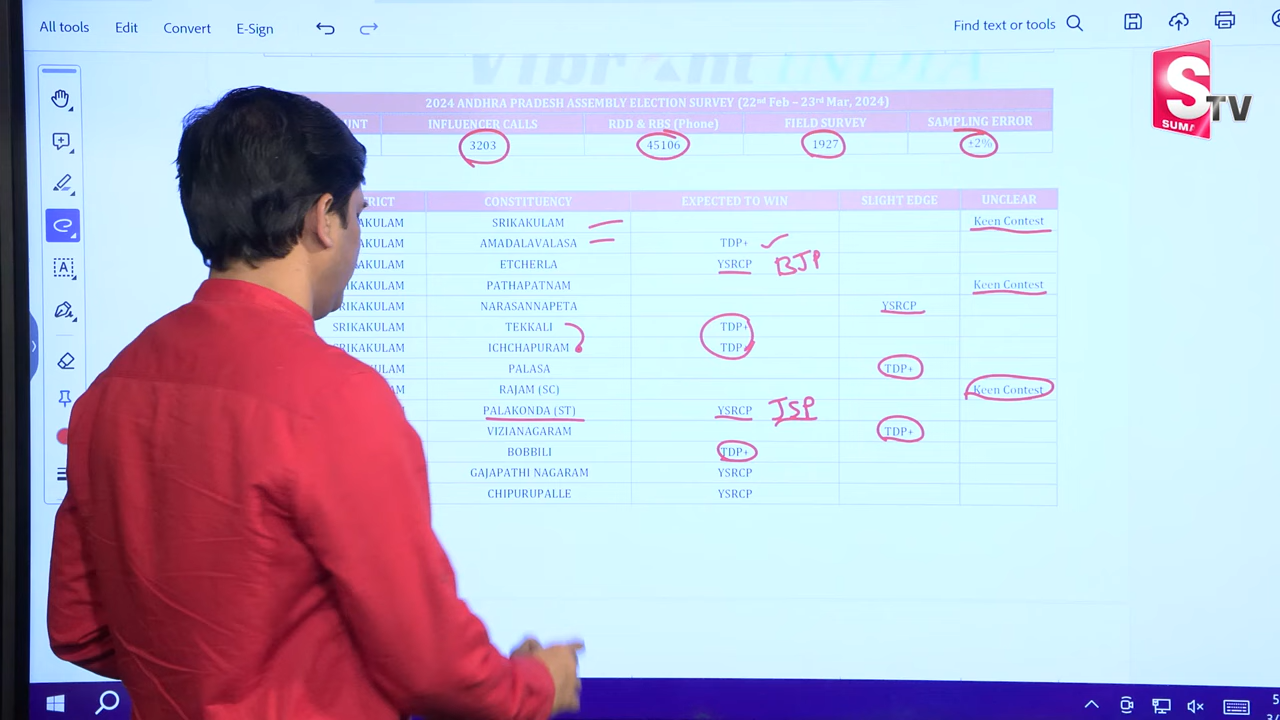 All tools Edit Convert E-Sign Find text or tools
Vibrant INDIA
S TV
SUMA
2024 ANDHRA PRADESH ASSEMBLY ELECTION SURVEY (22nd Feb – 23rd Mar, 2024)
INFLUENCER CALLS RDD & RBS (Phone) FIELD SURVEY SAMPLING ERROR
3203 45106 1927 ±2%
CONSTITUENCY EXPECTED TO WIN SLIGHT EDGE UNCLEAR
SRIKAKULAM Keen Contest
AMADALAVALASA TDP+
ETCHERLA YSRCP BJP
PATHAPATNAM Keen Contest
NARASANNAPETA YSRCP
SRIKAKULAM TEKKALI TDP+
ICHCHAPURAM TDP+
PALASA TDP+
RAJAM (SC) Keen Contest
PALAKONDA (ST) YSRCP JSP
VIZIANAGARAM TDP+
BOBBILI TDP+
GAJAPATHI NAGARAM YSRCP
CHIPURUPALLE YSRCP